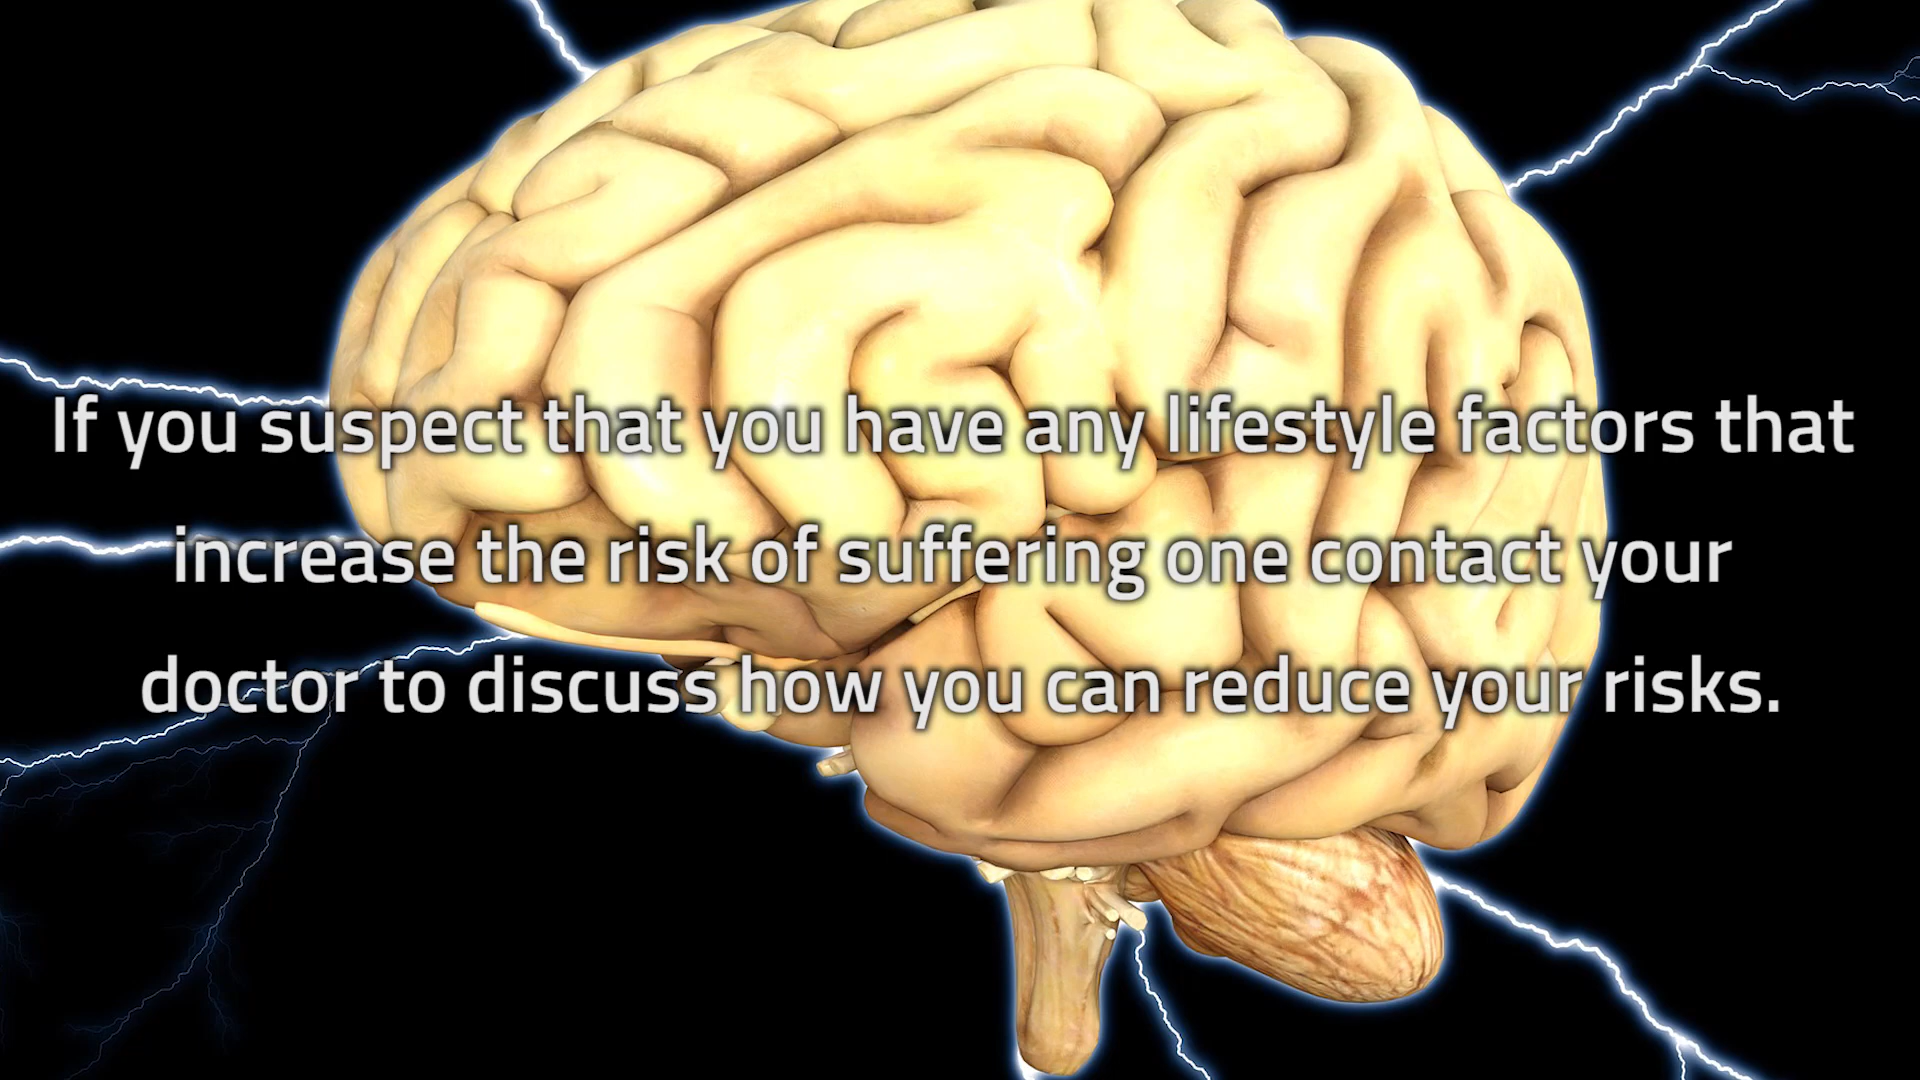 If you suspect that you have any lifestyle factors that
increase the risk of suffering one contact your
doctor to discuss how you can reduce your risks.